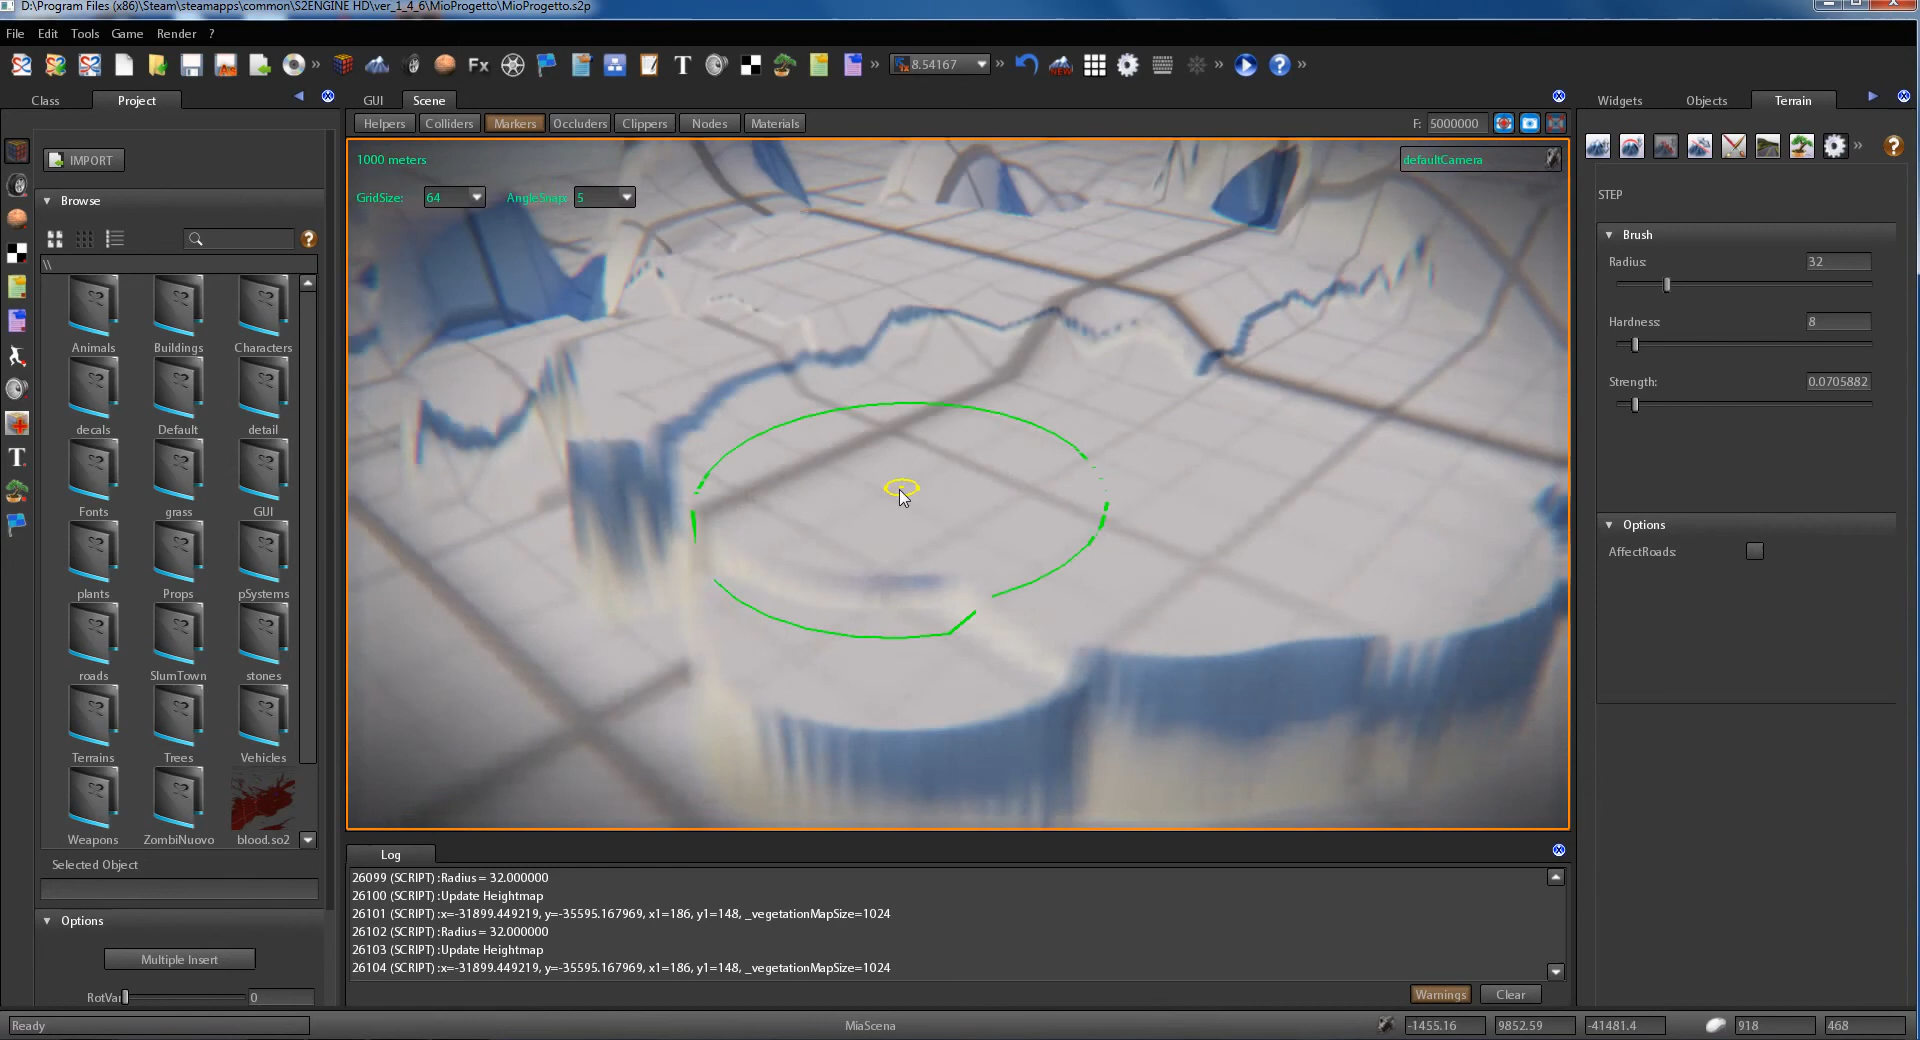 D:\Program Files (x86)\Steam\steamapps\common\S2ENGINE HD\ver_1_4_6\MioProgetto\MioProgetto.s2p
File Edit Tools Game Render ?
Fx T 8.54167
Class Project GUI Scene Widgets Objects Terrain
Helpers Colliders Markers Occluders Clippers Nodes Materials F: 5000000
IMPORT
1000 meters defaultCamera
GridSize: 64 AngleSnap: 5
Browse
\\
Animals Buildings Characters
decals Default detail
Fonts grass GUI
plants Props pSystems
roads SlumTown stones
Terrains Trees Vehicles
Weapons ZombiNuovo blood.so2
Selected Object
Options
Multiple Insert
RotVar 0
T
STEP
Brush
Radius: 32
Hardness: 8
Strength: 0.0705882
Options
AffectRoads:
Log
26099 (SCRIPT) :Radius = 32.000000
26100 (SCRIPT) :Update Heightmap
26101 (SCRIPT) :x=-31899.449219, y=-35595.167969, x1=186, y1=148, _vegetationMapSize=1024
26102 (SCRIPT) :Radius = 32.000000
26103 (SCRIPT) :Update Heightmap
26104 (SCRIPT) :x=-31899.449219, y=-35595.167969, x1=186, y1=148, _vegetationMapSize=1024
Warnings Clear
Ready MiaScena -1455.16 9852.59 -41481.4 918 468